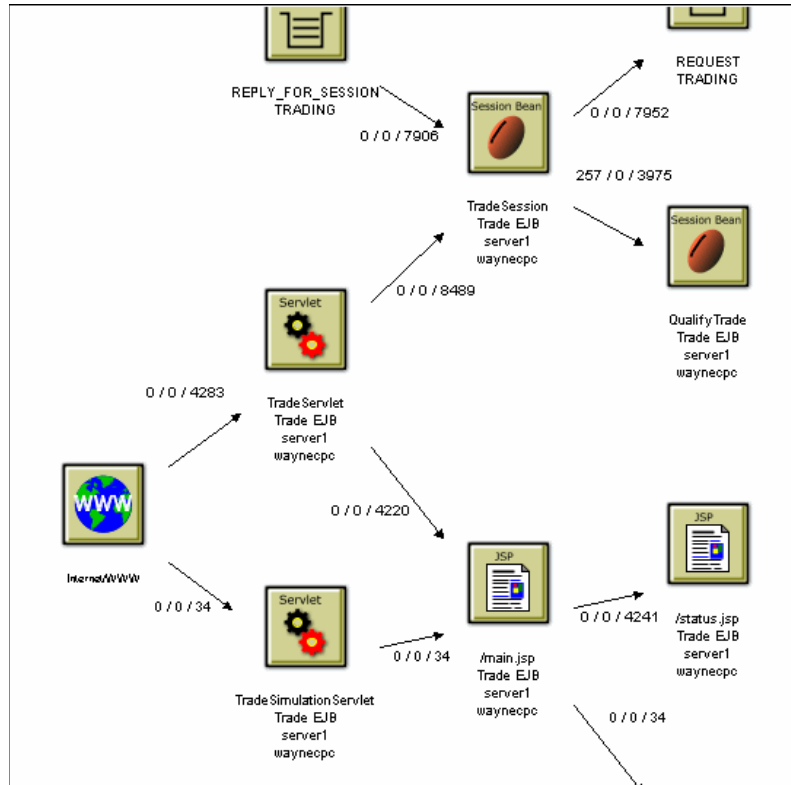 REPLY_FOR_SESSION
TRADING
REQUEST
TRADING
0 / 0 / 7906
Session Bean
0 / 0 / 7952
257 / 0 / 3975
TradeSession
Trade EJB
server1
waynecpc
Session Bean
QualifyTrade
Trade EJB
server1
waynecpc
0 / 0 / 8489
Servlet
TradeServlet
Trade EJB
server1
waynecpc
0 / 0 / 4283
WWW
Internet/WWW
0 / 0 / 4220
JSP
/main.jsp
Trade EJB
server1
waynecpc
JSP
/status.jsp
Trade EJB
server1
waynecpc
0 / 0 / 4241
0 / 0 / 34
Servlet
TradeSimulationServlet
Trade EJB
server1
waynecpc
0 / 0 / 34
0 / 0 / 34